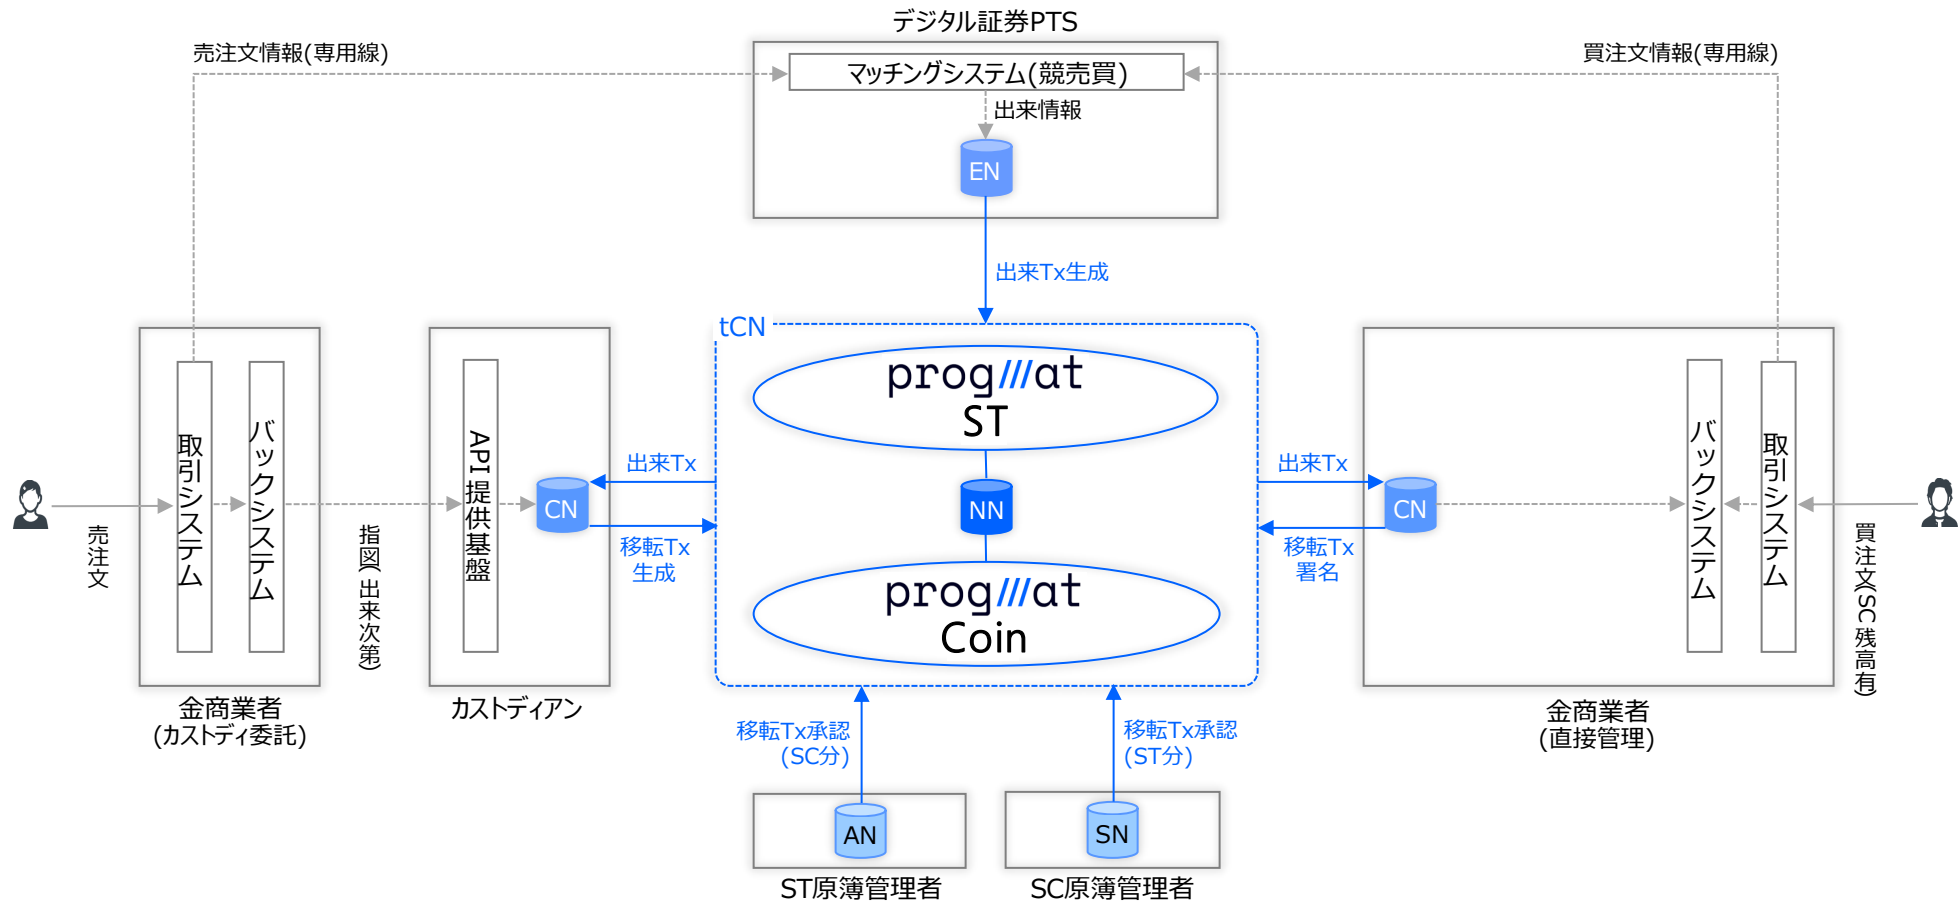 デジタル証券PTS
売注文情報(専用線)
買注文情報(専用線)
マッチングシステム(競売買)
出来情報
EN
出来Tx生成
tCN
prog///at
ST
NN
prog///at
Coin
売注文
取引システム
バックシステム
指図(出来次第)
API提供基盤
CN
出来Tx
移転Tx
生成
出来Tx
移転Tx
署名
CN
バックシステム
取引システム
買注文(SC残高有)
金商業者
(カストディ委託)
カストディアン
金商業者
(直接管理)
移転Tx承認
(SC分)
移転Tx承認
(ST分)
AN
SN
ST原簿管理者
SC原簿管理者